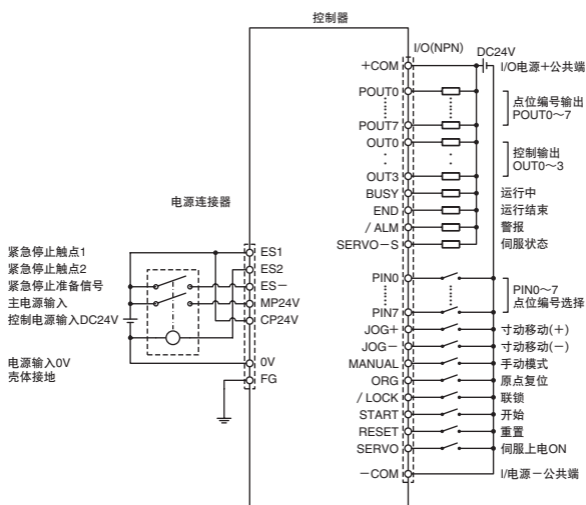 控制器
I/O(NPN)
DC24V
+COM
I/O电源+公共端
POUT0
POUT7
点位编号输出
POUT0～7
OUT0
OUT3
控制输出
OUT0～3
BUSY
运行中
END
运行结束
/ ALM
警报
SERVO－S
伺服状态
电源连接器
紧急停止触点1
ES1
紧急停止触点2
ES2
紧急停止准备信号
ES－
主电源输入
MP24V
控制电源输入DC24V
CP24V
电源输入0V
0V
壳体接地
FG
PIN0
PIN7
PIN0～7
点位编号选择
JOG+
寸动移动(+)
JOG－
寸动移动(－)
MANUAL
手动模式
ORG
原点复位
/ LOCK
联锁
START
开始
RESET
重置
SERVO
伺服上电ON
－COM
I/电源－公共端